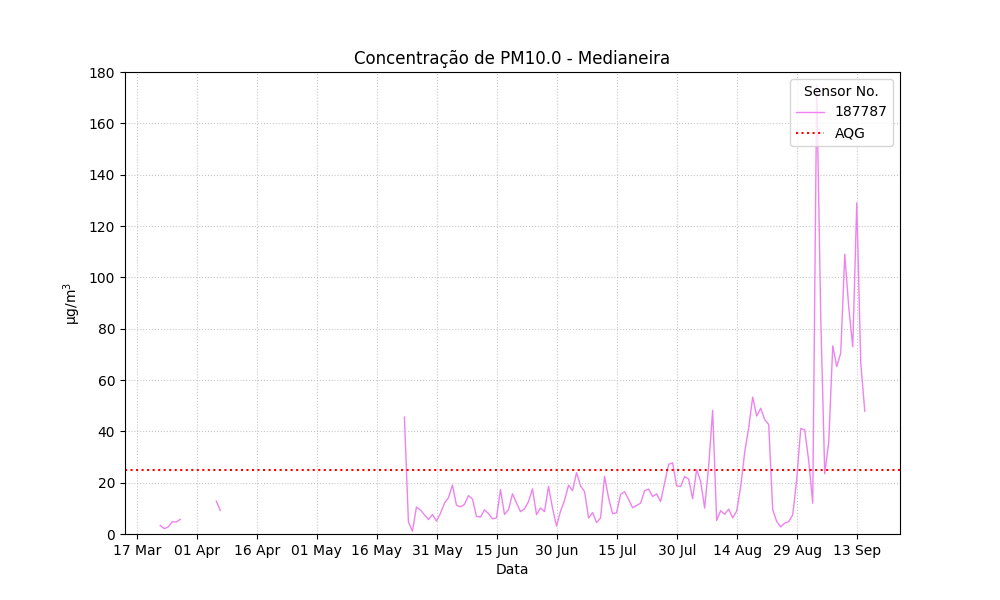 Concentração de PM10.0 - Medianeira
180
160
140
120
100
80
60
40
20
0
µg/m³
Sensor No.
187787
AQG
17 Mar 01 Apr 16 Apr 01 May 16 May 31 May 15 Jun 30 Jun 15 Jul 30 Jul 14 Aug 29 Aug 13 Sep
Data